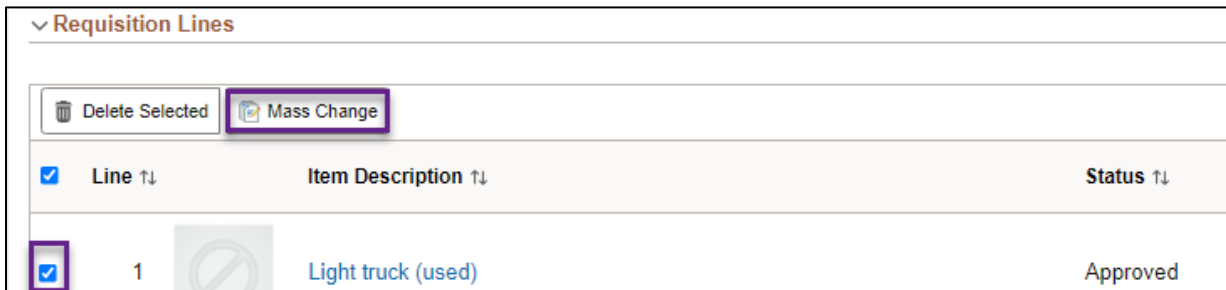 Requisition Lines
Delete Selected Mass Change
Line Item Description Status
1 Light truck (used) Approved